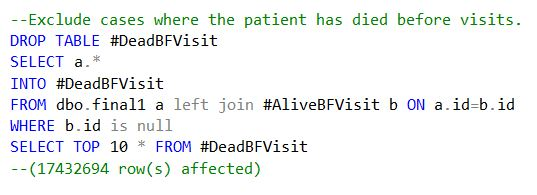 --Exclude cases where the patient has died before visits.
DROP TABLE #DeadBFVisit
SELECT a.*
INTO #DeadBFVisit
FROM dbo.final1 a left join #AliveBFVisit b ON a.id=b.id
WHERE b.id is null
SELECT TOP 10 * FROM #DeadBFVisit
--(17432694 row(s) affected)